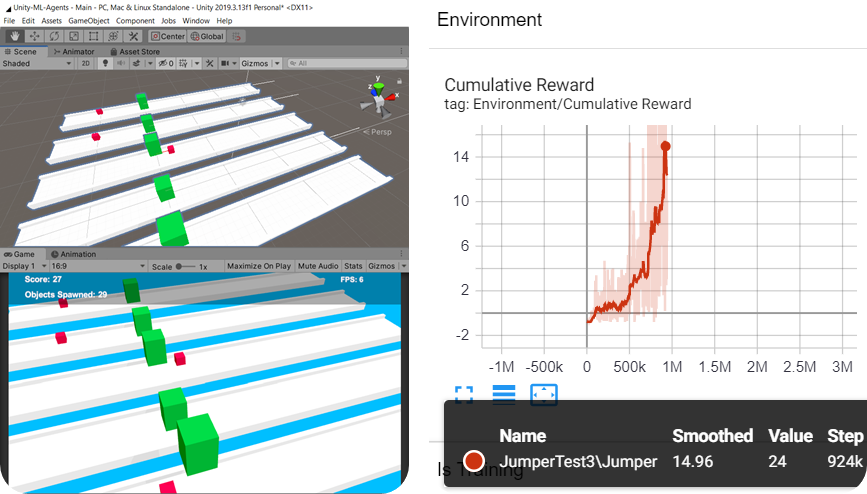 Unity-ML-Agents - Main - PC, Mac & Linux Standalone - Unity 2019.3.13f1 Personal* <DX11>
File Edit Assets GameObject Component Jobs Window Help
Center Global
Scene Animator Asset Store
Shaded 2D 0 Gizmos All
y
z x
Persp
Game Animation
Display 1 16:9 Scale 1x Maximize On Play Mute Audio Stats Gizmos
Score: 27 FPS: 6
Objects Spawned: 29
Environment
Cumulative Reward
tag: Environment/Cumulative Reward
14
10
6
2
-2
-1M -500k 0 500k 1M 1.5M 2M 2.5M 3M
Is Training
Name Smoothed Value Step
JumperTest3\Jumper 14.96 24 924k